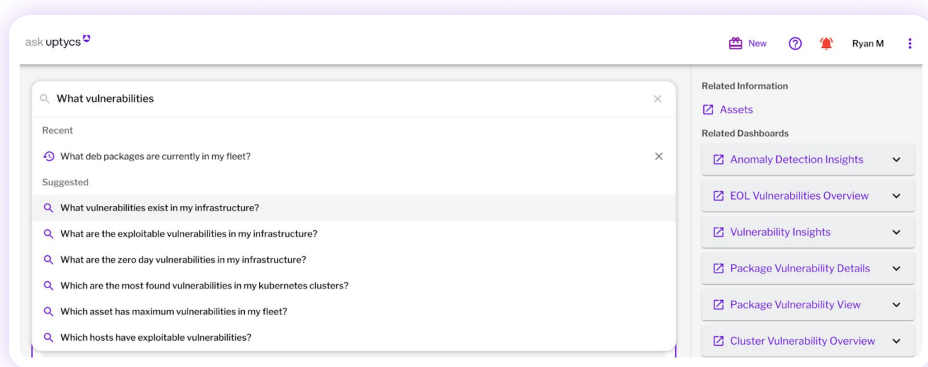 ask uptycs
New
Ryan M
What vulnerabilities
Recent
What deb packages are currently in my fleet?
Suggested
What vulnerabilities exist in my infrastructure?
What are the exploitable vulnerabilities in my infrastructure?
What are the zero day vulnerabilities in my infrastructure?
Which are the most found vulnerabilities in my kubernetes clusters?
Which asset has maximum vulnerabilities in my fleet?
Which hosts have exploitable vulnerabilities?
Related Information
Assets
Related Dashboards
Anomaly Detection Insights
EOL Vulnerabilities Overview
Vulnerability Insights
Package Vulnerability Details
Package Vulnerability View
Cluster Vulnerability Overview